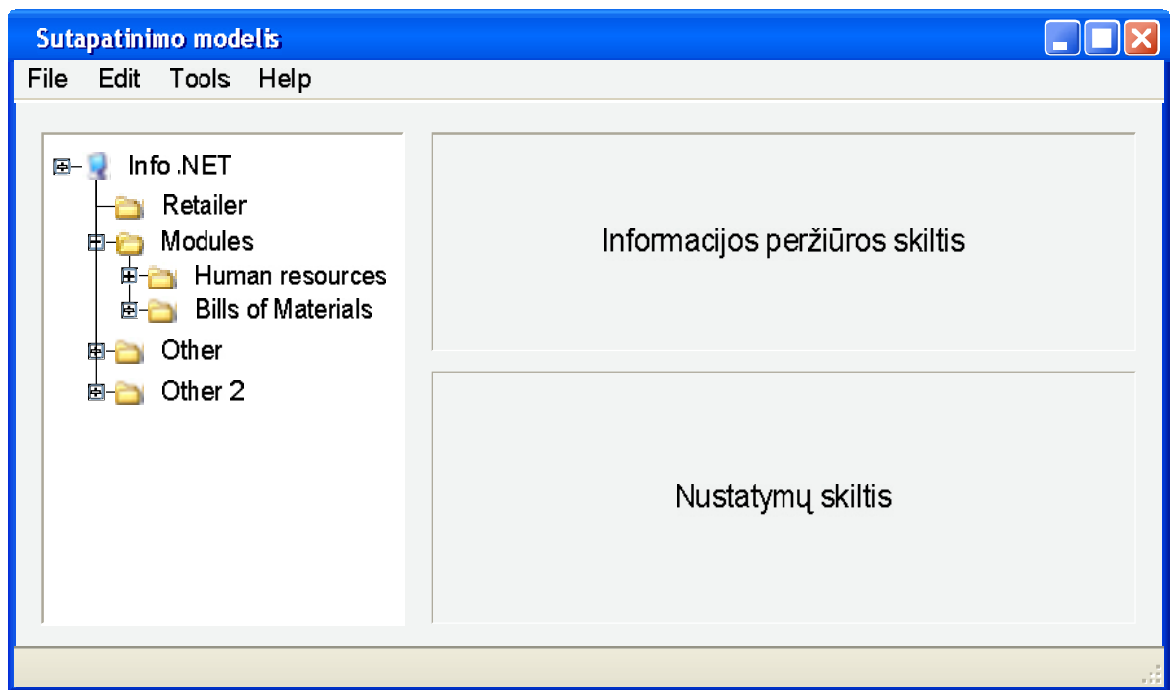 Sutapatinimo modelis
File Edit Tools Help
Info .NET
Retailer
Modules
Human resources
Bills of Materials
Other
Other 2
Informacijos peržiūros skiltis
Nustatymų skiltis